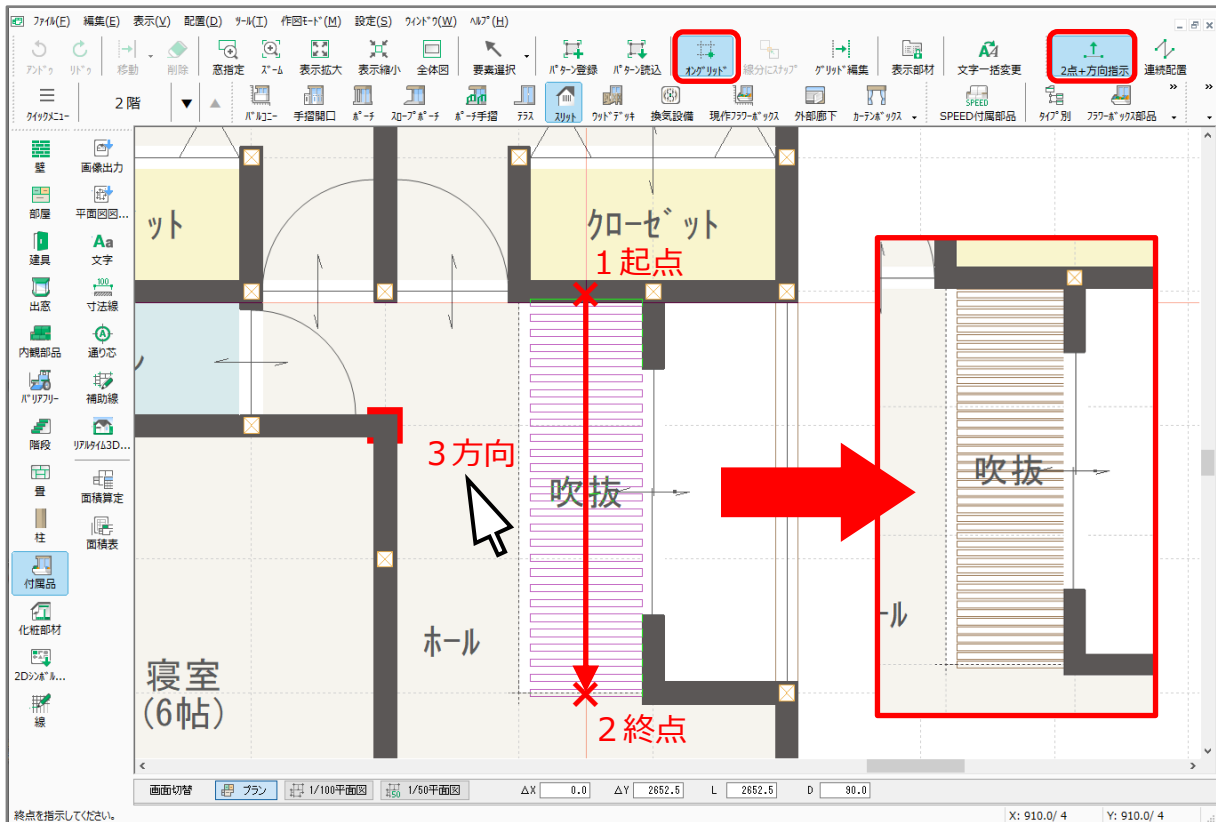 ﾌｧｲﾙ(F) 編集(E) 表示(V) 配置(D) ﾂｰﾙ(T) 作図ﾓｰﾄﾞ(M) 設定(S) ｳｨﾝﾄﾞｳ(W) ﾍﾙﾌﾟ(H)
ｱﾝﾄﾞｩ ﾘﾄﾞｩ 移動 削除 窓指定 ｽﾞｰﾑ 表示拡大 表示縮小 全体図 要素選択 ﾊﾟﾀｰﾝ登録 ﾊﾟﾀｰﾝ読込 ｵﾝｸﾞﾘｯﾄﾞ 線分にｽﾅｯﾌﾟ ｸﾞﾘｯﾄﾞ編集 表示部材 文字一括変更 2点+方向指示 連続配置
ｸｲｯｸﾒﾆｭｰ 2階 ▼ ▲ ﾊﾞﾙｺﾆｰ 手摺開口 ﾎﾟｰﾁ ｽﾛｰﾌﾟﾎﾟｰﾁ ﾎﾟｰﾁ手摺 ﾃﾗｽ ｽﾘｯﾄ ｳｯﾄﾞﾃﾞｯｷ 換気設備 現作ﾌﾗﾜｰﾎﾞｯｸｽ 外部廊下 ｶｰﾃﾝﾎﾞｯｸｽ SPEED SPEED付属部品 ﾀｲﾌﾟ別 ﾌﾗﾜｰﾎﾞｯｸｽ部品 » »
壁 画像出力
部屋 平面図図...
建具 Aa 文字
出窓 100 寸法線
内観部品 A 通り芯
ﾊﾞﾘｱﾌﾘｰ 補助線
階段 ﾘｱﾙﾀｲﾑ3D...
畳 面積算定
柱 面積表
付属品
化粧部材
2Dｼﾝﾎﾞﾙ...
線
ット
クローゼット
1起点
ン
3方向
吹抜
ホール
寝室
(6帖)
2終点
吹抜
ール
画面切替 ﾌﾟﾗﾝ 1/100平面図 50 1/50平面図 ΔX 0.0 ΔY 2652.5 L 2652.5 D 90.0
終点を指示してください。 X: 910.0/ 4 Y: 910.0/ 4